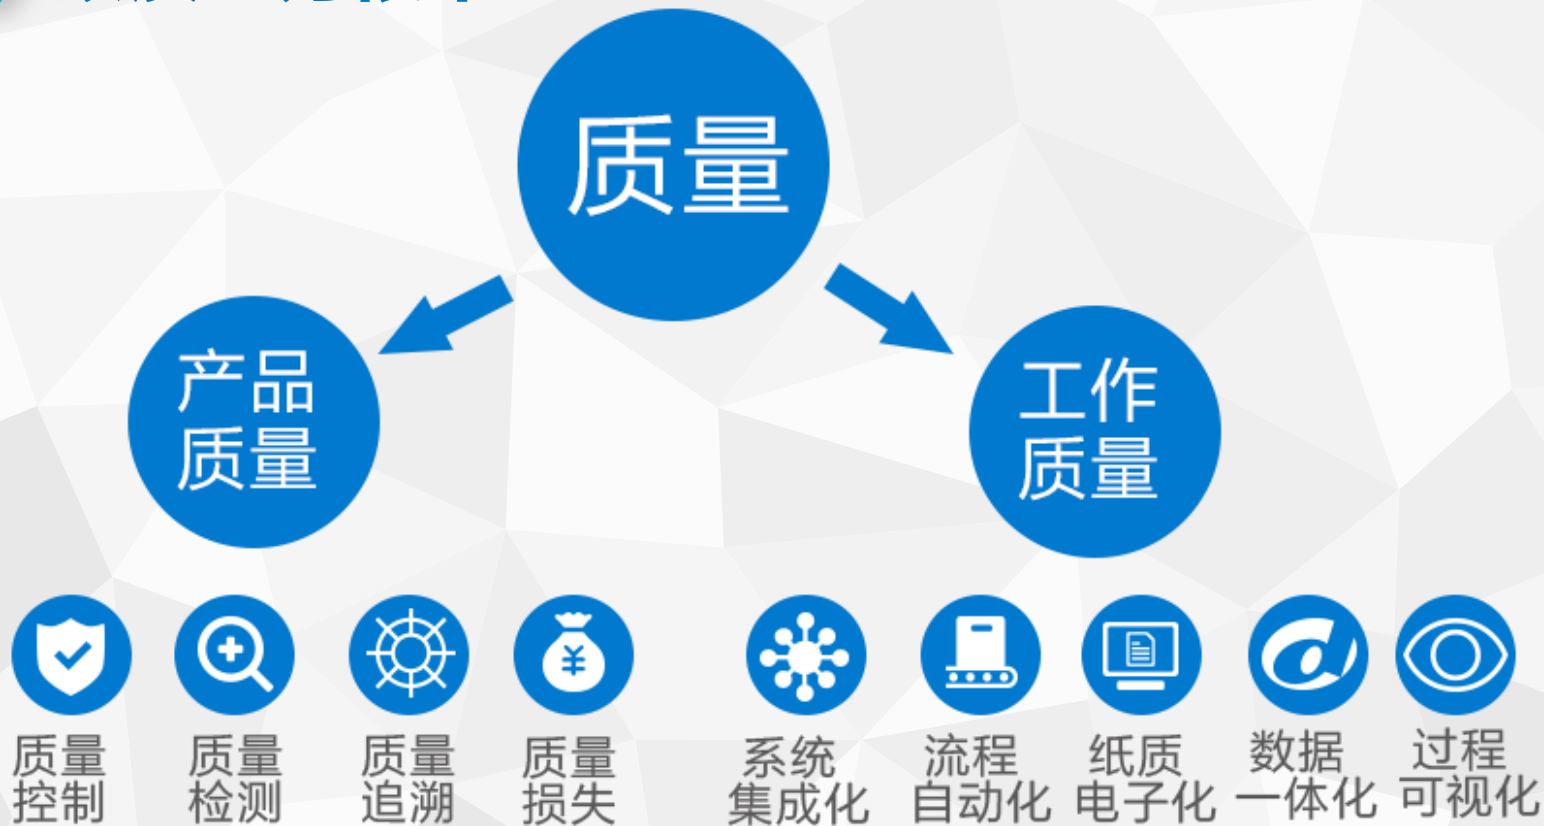 质量
产品
质量
工作
质量
质量
控制
质量
检测
质量
追溯
质量
损失
系统
集成化
流程
自动化
纸质
电子化
数据
一体化
过程
可视化
¥